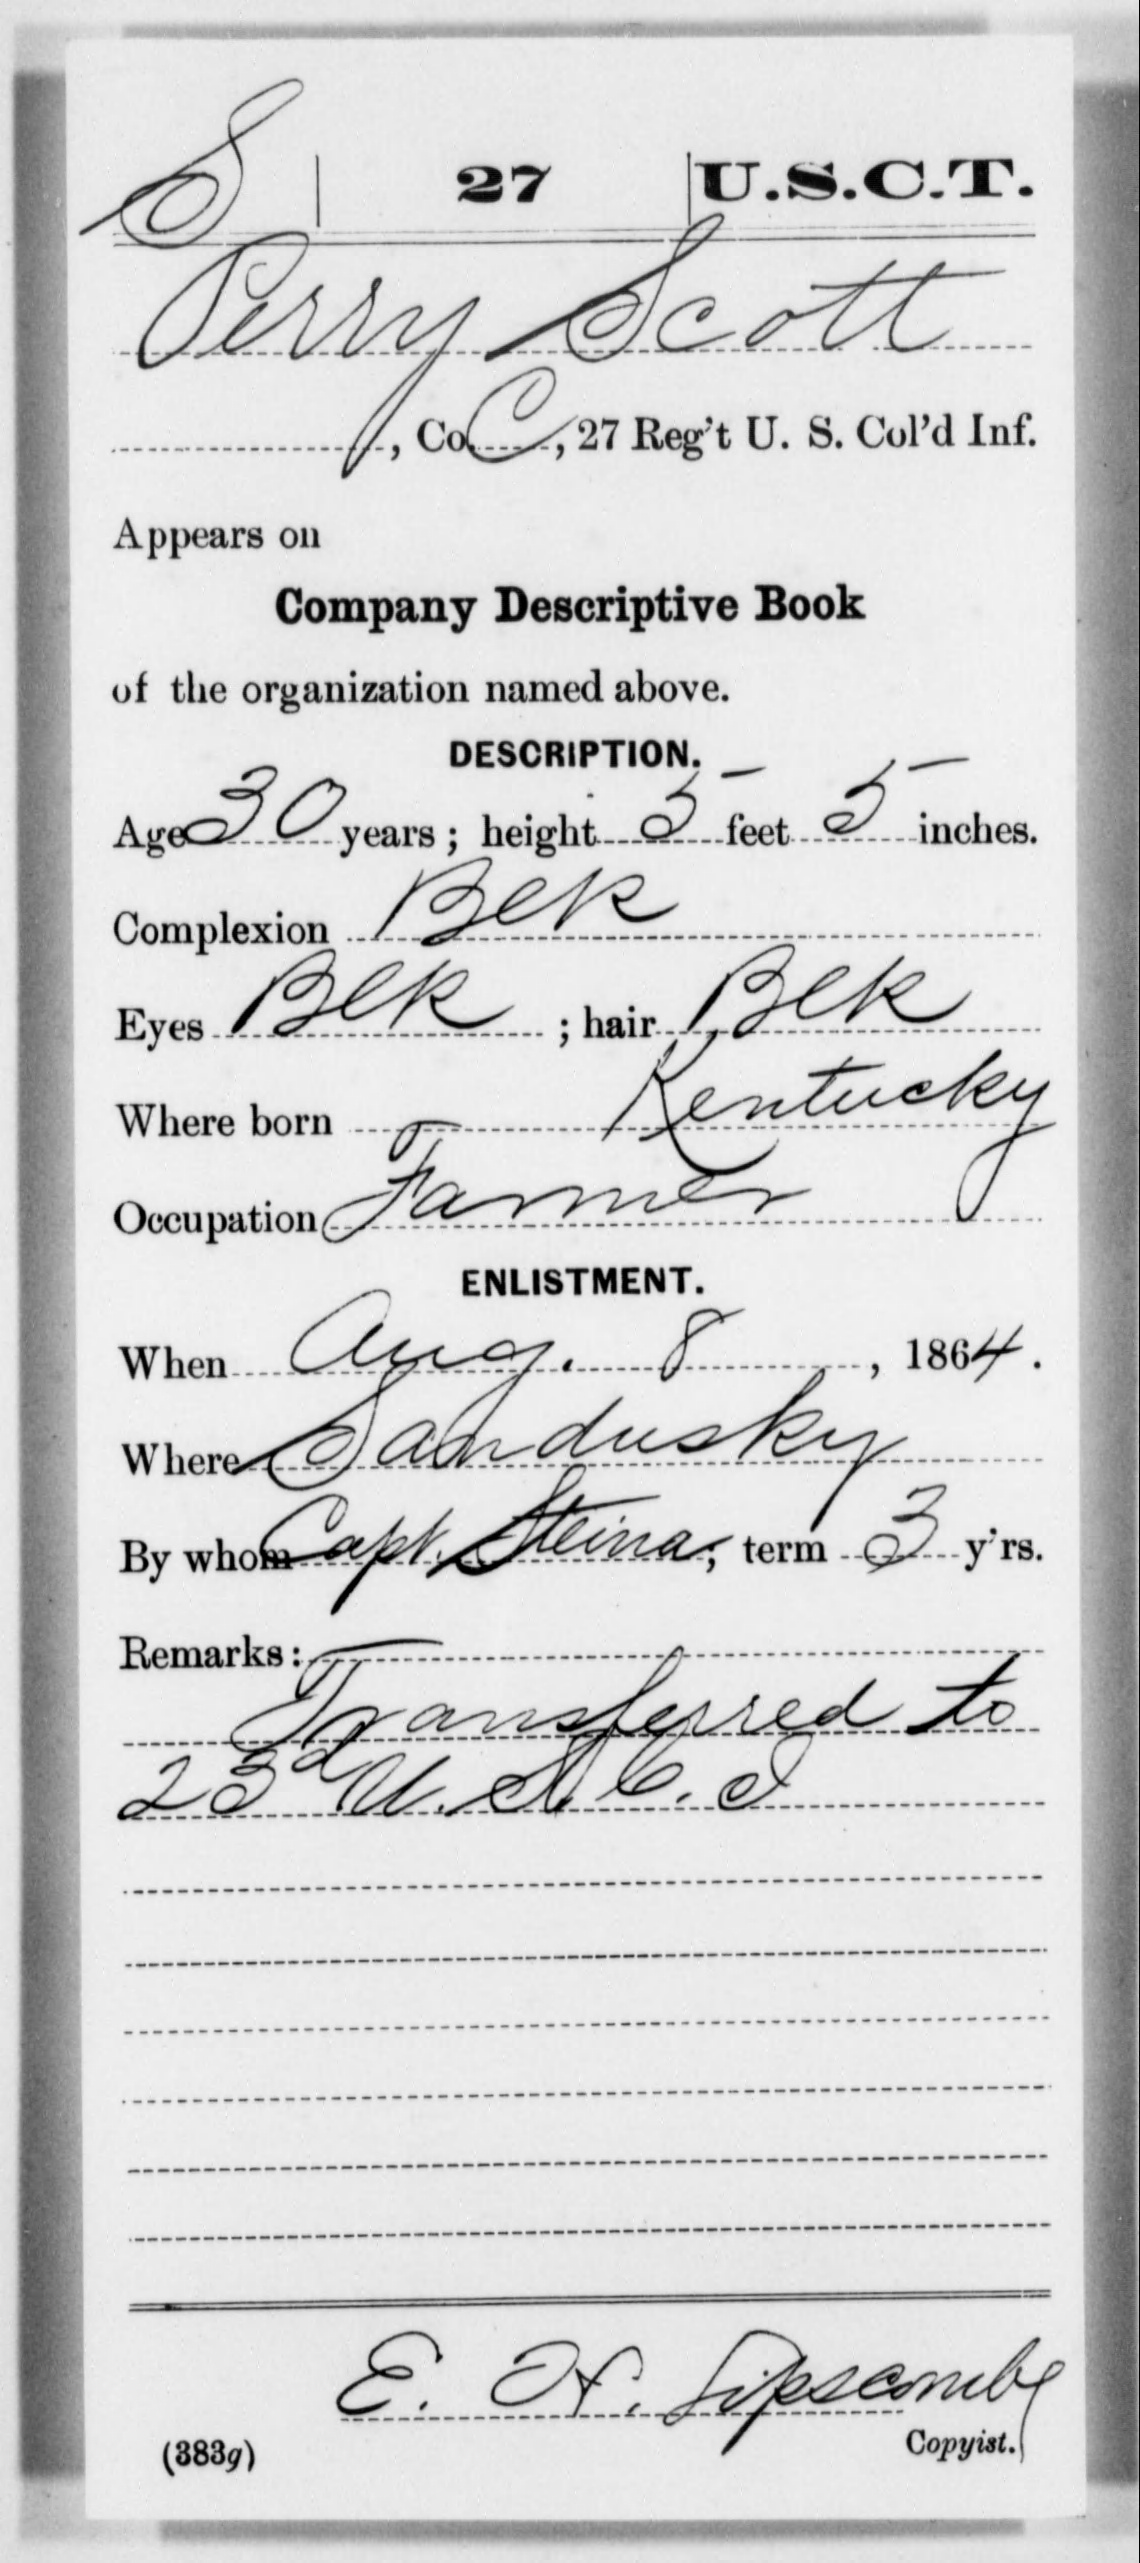 S | 27 | U.S.C.T.
Perry Scott
, Co. C, 27 Reg't U. S. Col'd Inf.
Appears on
Company Descriptive Book
of the organization named above.
DESCRIPTION.
Age 30 years; height 5 feet 5 inches.
Complexion Blk
Eyes Blk; hair Blk
Where born Kentucky
Occupation Farmer
ENLISTMENT.
When Aug. 8, 1864.
Where Sandusky
By whom Capt. Steina; term 3 y'rs.
Remarks:
Transferred to
23d U.S.C.I
E. H. Lipscombe
(383g) Copyist.